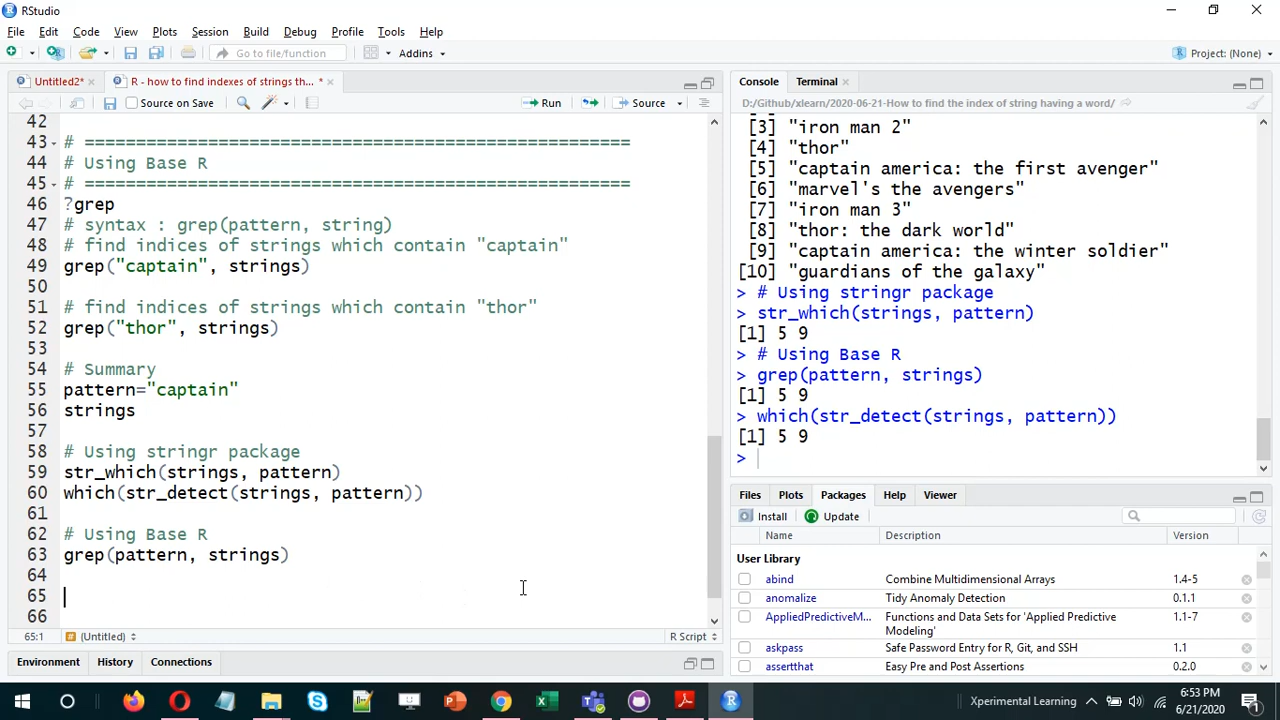 RStudio
File Edit Code View Plots Session Build Debug Profile Tools Help
Go to file/function Addins Project: (None)
Untitled2* R - how to find indexes of strings th... *
Source on Save Run Source
42
43 # =====================================================
44 # Using Base R
45 # =====================================================
46 ?grep
47 # syntax : grep(pattern, string)
48 # find indices of strings which contain "captain"
49 grep("captain", strings)
50
51 # find indices of strings which contain "thor"
52 grep("thor", strings)
53
54 # Summary
55 pattern="captain"
56 strings
57
58 # Using stringr package
59 str_which(strings, pattern)
60 which(str_detect(strings, pattern))
61
62 # Using Base R
63 grep(pattern, strings)
64
65
66
65:1 # (Untitled) R Script
Environment History Connections
Console Terminal
D:/Github/xlearn/2020-06-21-How to find the index of string having a word/
[3] "iron man 2"
[4] "thor"
[5] "captain america: the first avenger"
[6] "marvel's the avengers"
[7] "iron man 3"
[8] "thor: the dark world"
[9] "captain america: the winter soldier"
[10] "guardians of the galaxy"
> # Using stringr package
> str_which(strings, pattern)
[1] 5 9
> # Using Base R
> grep(pattern, strings)
[1] 5 9
> which(str_detect(strings, pattern))
[1] 5 9
>
Files Plots Packages Help Viewer
Install Update
Name Description Version
User Library
abind Combine Multidimensional Arrays 1.4-5
anomalize Tidy Anomaly Detection 0.1.1
AppliedPredictiveM... Functions and Data Sets for 'Applied Predictive Modeling' 1.1-7
askpass Safe Password Entry for R, Git, and SSH 1.1
assertthat Easy Pre and Post Assertions 0.2.0
Xperimental Learning 6:53 PM
6/21/2020